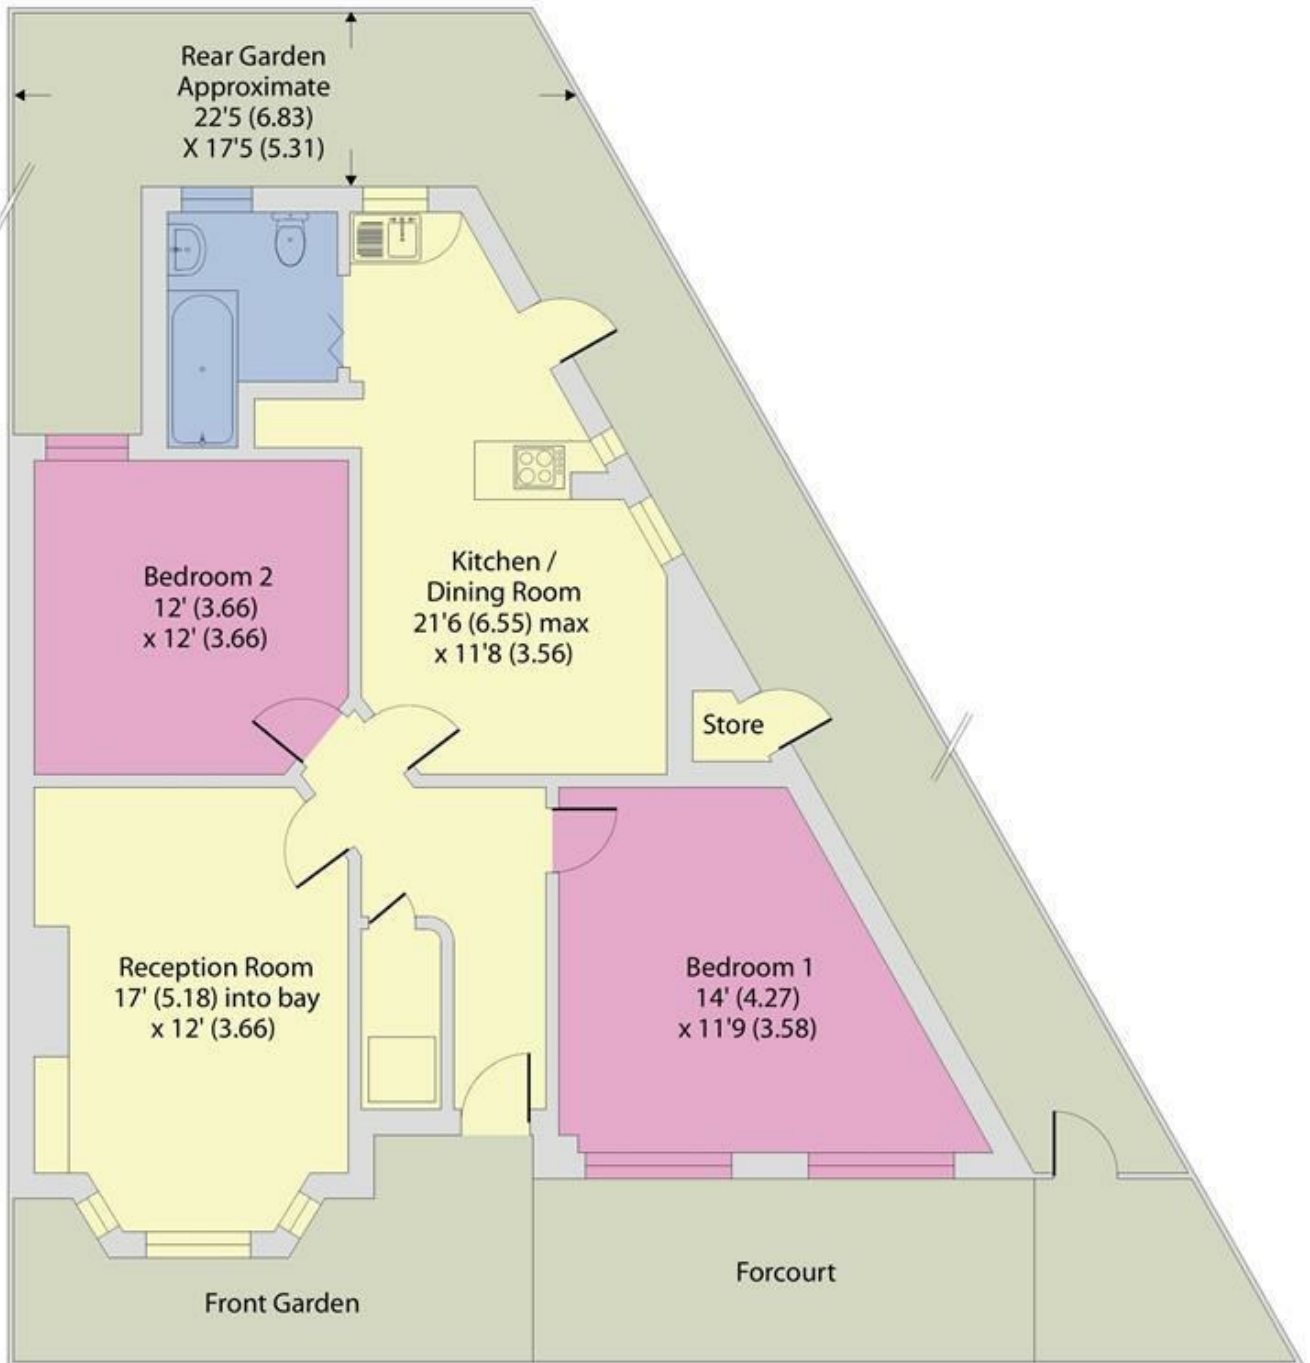 Rear Garden
Approximate
22'5 (6.83)
X 17'5 (5.31)
Bedroom 2
12' (3.66)
x 12' (3.66)
Kitchen /
Dining Room
21'6 (6.55) max
x 11'8 (3.56)
Store
Reception Room
17' (5.18) into bay
x 12' (3.66)
Bedroom 1
14' (4.27)
x 11'9 (3.58)
Forcourt
Front Garden